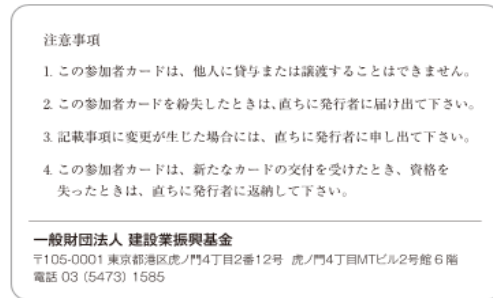 注意事項
1. この参加者カードは、他人に貸与または譲渡することはできません。
2. この参加者カードを紛失したときは、直ちに発行者に届け出て下さい。
3. 記載事項に変更が生じた場合には、直ちに発行者に申し出て下さい。
4. この参加者カードは、新たなカードの交付を受けたとき、資格を
失ったときは、直ちに発行者に返納して下さい。
一般財団法人 建設業振興基金
〒105-0001 東京都港区虎ノ門4丁目2番12号 虎ノ門4丁目MTビル2号館6階
電話 03 (5473) 1585